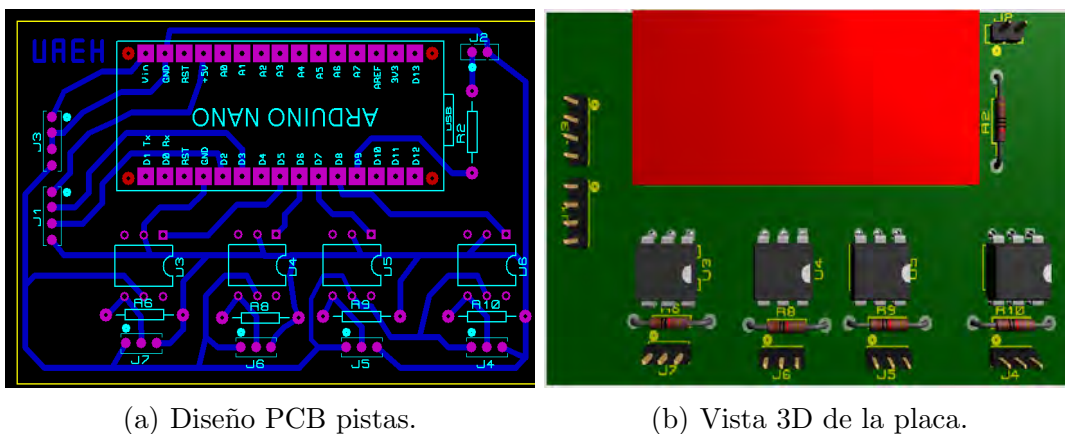 UAEH
J2
Vin GND RST +5V A0 A1 A2 A3 A4 A5 A6 A7 AREF 3V3 D13
ARDUINO NANO
USB
R2
J3
D1 Tx D0 Rx RST GND D2 D3 D4 D5 D6 D7 D8 D9 D10 D11 D12
J1
U3 U4 U5 U6
R6 R8 R9 R10
J7 J6 J5 J4
J2
R2
J3
J1
U3 U4 U5
R6 R8 R9 R10
J7 J6 J5 J4
(a) Diseño PCB pistas.
(b) Vista 3D de la placa.